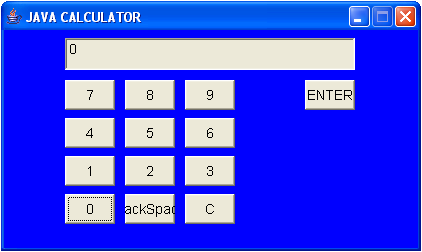 JAVA CALCULATOR
0
7 8 9 ENTER
4 5 6
1 2 3
0 ackSpac C